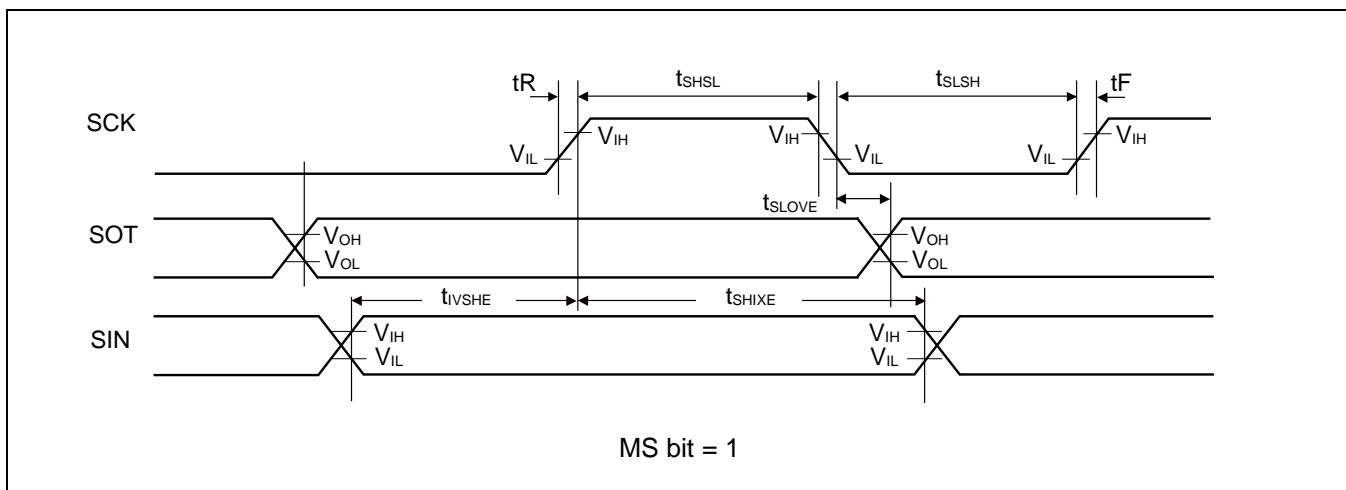 tR tSHSL tSLSH tF
SCK
VIH VIH VIH
VIL VIL VIL
tSLOVE
SOT
VOH VOH
VOL VOL
tIVSHE tSHIXE
SIN
VIH VIH
VIL VIL
MS bit = 1